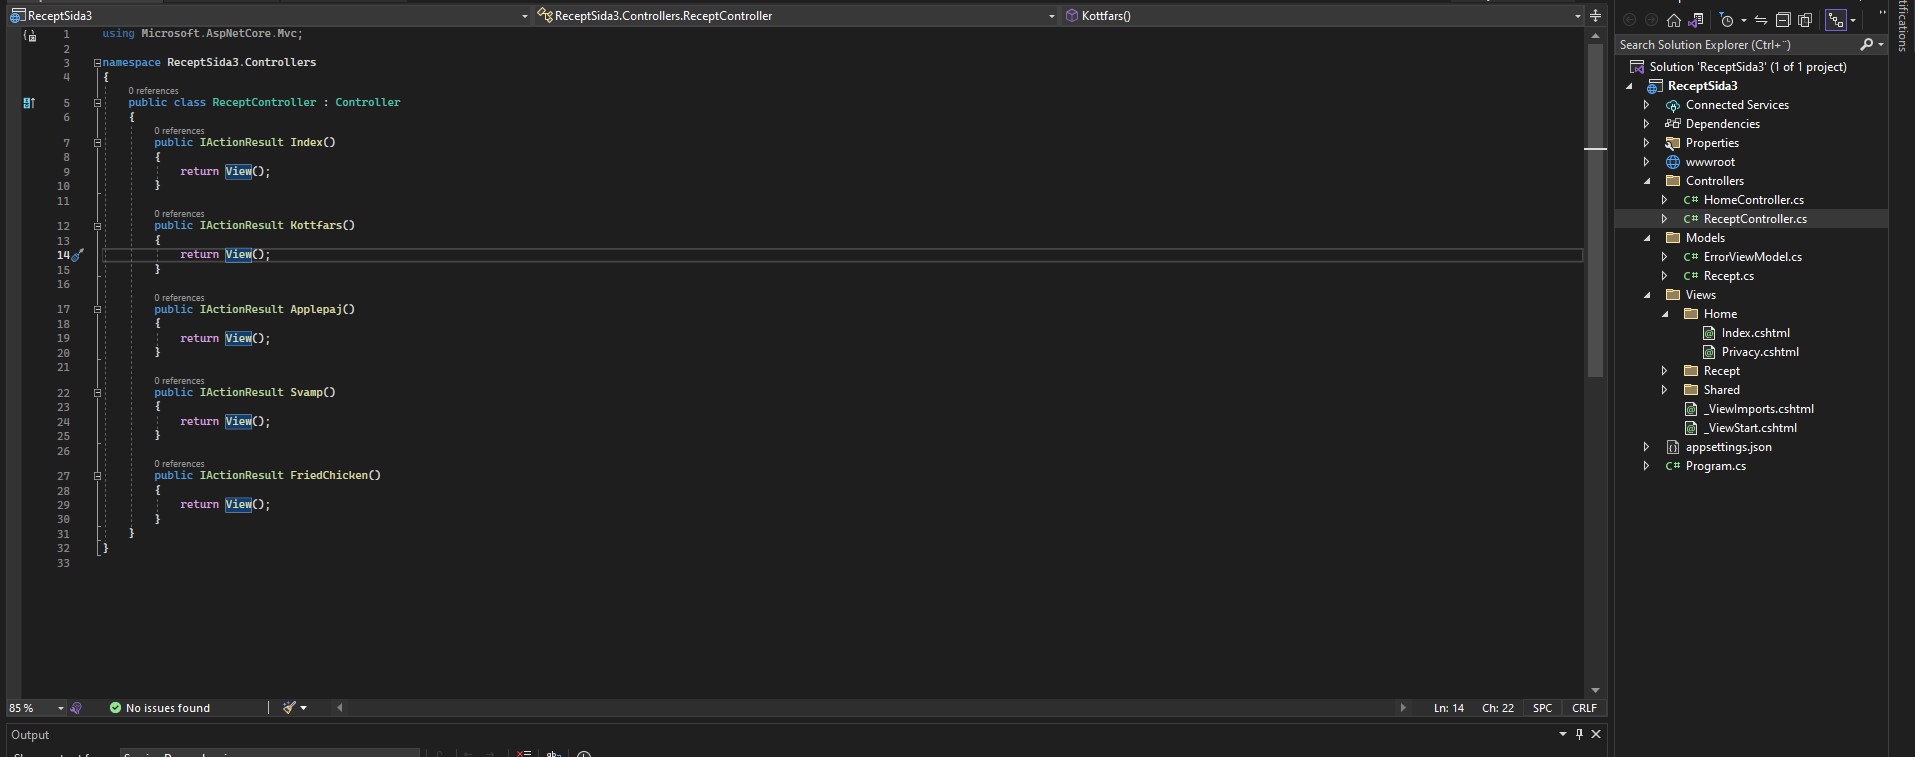 ReceptSida3
ReceptSida3.Controllers.ReceptController
Kottfars()
1 using Microsoft.AspNetCore.Mvc;
2
3 namespace ReceptSida3.Controllers
4 {
0 references
5 public class ReceptController : Controller
6 {
0 references
7 public IActionResult Index()
8 {
9 return View();
10 }
11
0 references
12 public IActionResult Kottfars()
13 {
14 return View();
15 }
16
0 references
17 public IActionResult Applepaj()
18 {
19 return View();
20 }
21
0 references
22 public IActionResult Svamp()
23 {
24 return View();
25 }
26
0 references
27 public IActionResult FriedChicken()
28 {
29 return View();
30 }
31 }
32 }
33
85 %
No issues found
Ln: 14 Ch: 22 SPC CRLF
Output
Search Solution Explorer (Ctrl+¨)
Solution 'ReceptSida3' (1 of 1 project)
ReceptSida3
Connected Services
Dependencies
Properties
wwwroot
Controllers
C# HomeController.cs
C# ReceptController.cs
Models
C# ErrorViewModel.cs
C# Recept.cs
Views
Home
Index.cshtml
Privacy.cshtml
Recept
Shared
_ViewImports.cshtml
_ViewStart.cshtml
appsettings.json
C# Program.cs